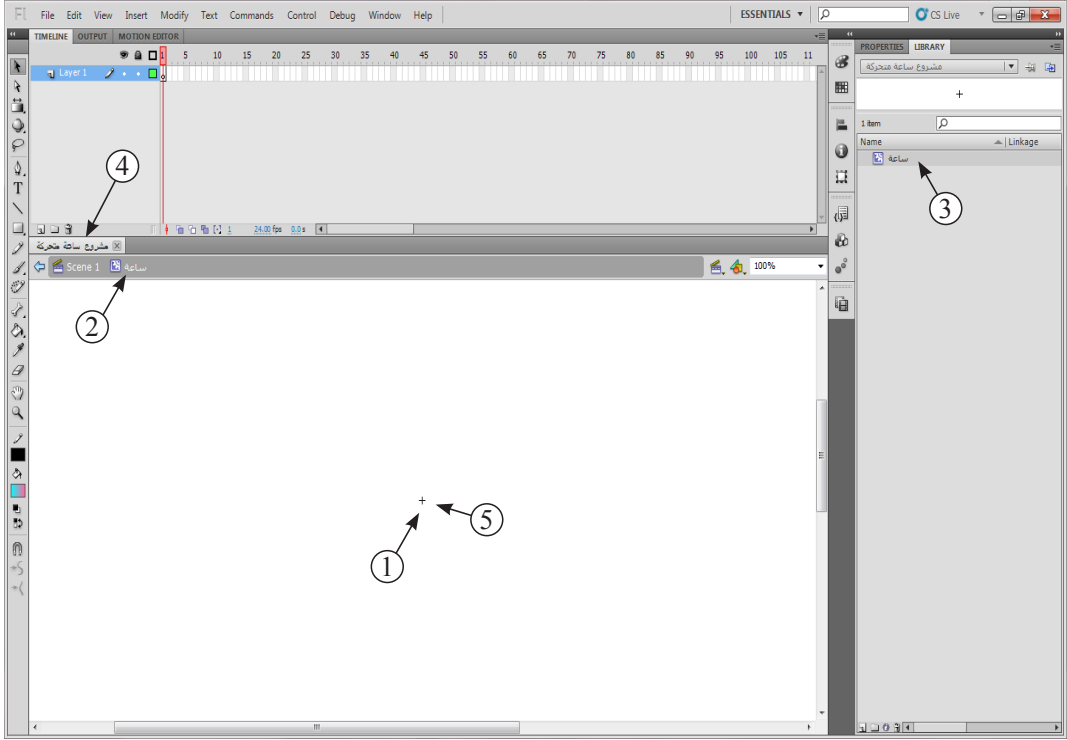 Fl File Edit View Insert Modify Text Commands Control Debug Window Help ESSENTIALS CS Live
TIMELINE OUTPUT MOTION EDITOR
1 5 10 15 20 25 30 35 40 45 50 55 60 65 70 75 80 85 90 95 100 105 11
Layer 1
4
1 24.00 fps 0.0 s
مشروع ساعة متحركة
Scene 1 ساعة 100%
2
5
1
PROPERTIES LIBRARY
مشروع ساعة متحركة
1 item
Name Linkage
ساعة
3